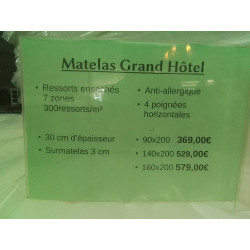 Matelas Grand Hôtel
• Ressorts ensachés
7 zones
300ressorts/m²
• 30 cm d'épaisseur
• Surmatelas 3 cm
• Anti-allergique
• 4 poignées
horizontales
• 90x200 369,00€
• 140x200 529,00€
• 160x200 579,00€